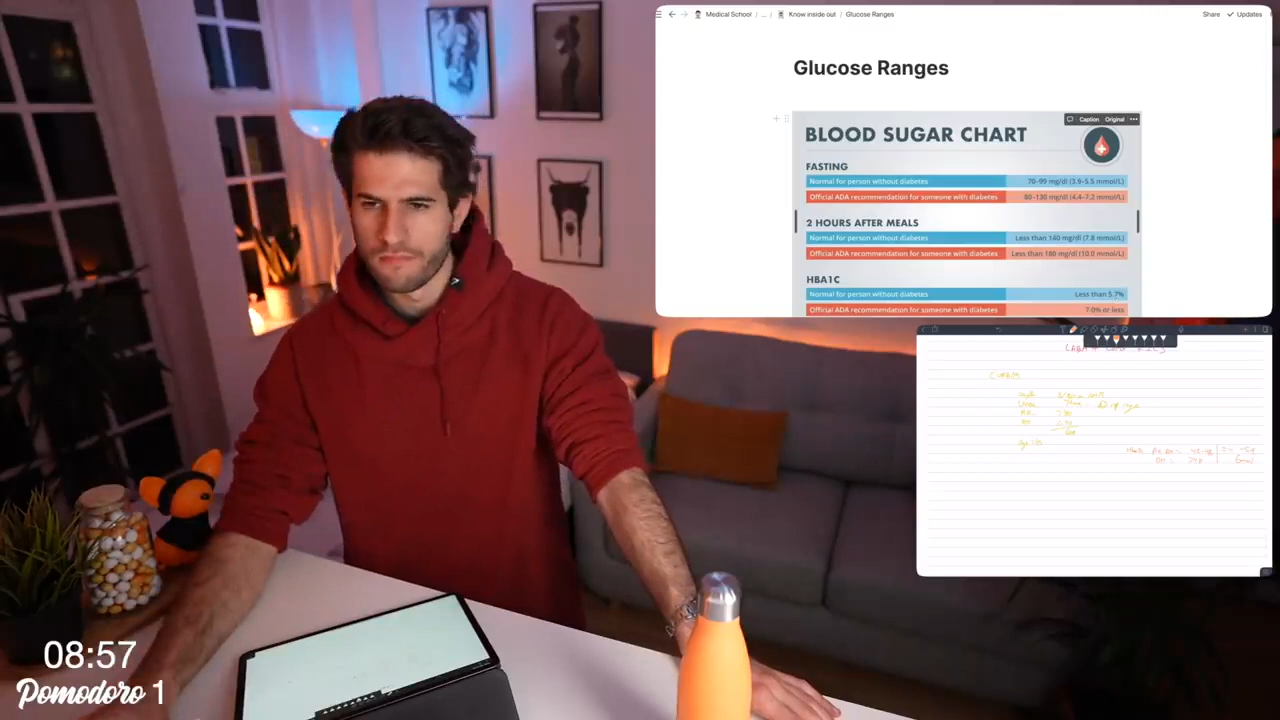 Medical School / ... / Know inside out / Glucose Ranges
Share Updates
Glucose Ranges
Caption Original
BLOOD SUGAR CHART
FASTING
Normal for person without diabetes 70-99 mg/dl (3.9-5.5 mmol/L)
Official ADA recommendation for someone with diabetes 80-130 mg/dl (4.4-7.2 mmol/L)
2 HOURS AFTER MEALS
Normal for person without diabetes Less than 140 mg/dl (7.8 mmol/L)
Official ADA recommendation for someone with diabetes Less than 180 mg/dl (10.0 mmol/L)
HBA1C
Normal for person without diabetes Less than 5.7%
Official ADA recommendation for someone with diabetes 7.0% or less
08:57
Pomodoro 1